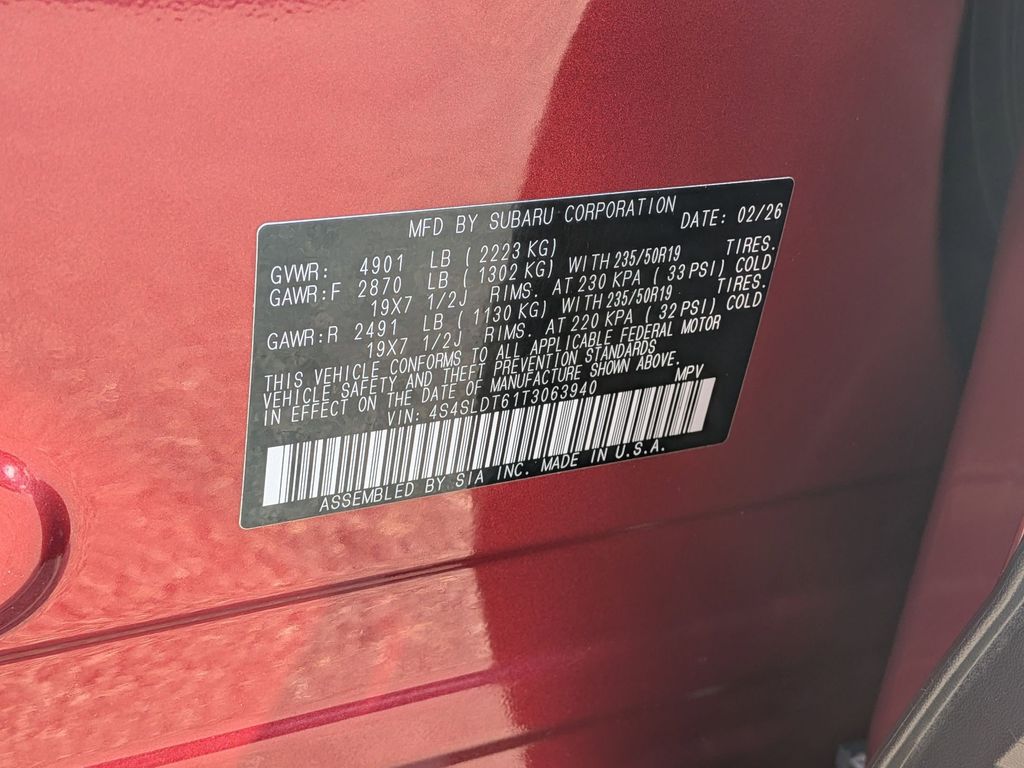 MFD BY SUBARU CORPORATION DATE: 02/26
GVWR: 4901 LB ( 2223 KG)
GAWR:F 2870 LB ( 1302 KG) WITH 235/50R19 TIRES.
19X7 1/2J RIMS. AT 230 KPA ( 33 PSI) COLD
GAWR:R 2491 LB ( 1130 KG) WITH 235/50R19 TIRES.
19X7 1/2J RIMS. AT 220 KPA ( 32 PSI) COLD
THIS VEHICLE CONFORMS TO ALL APPLICABLE FEDERAL MOTOR
VEHICLE SAFETY AND THEFT PREVENTION STANDARDS
IN EFFECT ON THE DATE OF MANUFACTURE SHOWN ABOVE.
VIN: 4S4SLDT61T3063940 MPV
ASSEMBLED BY SIA INC. MADE IN U.S.A.